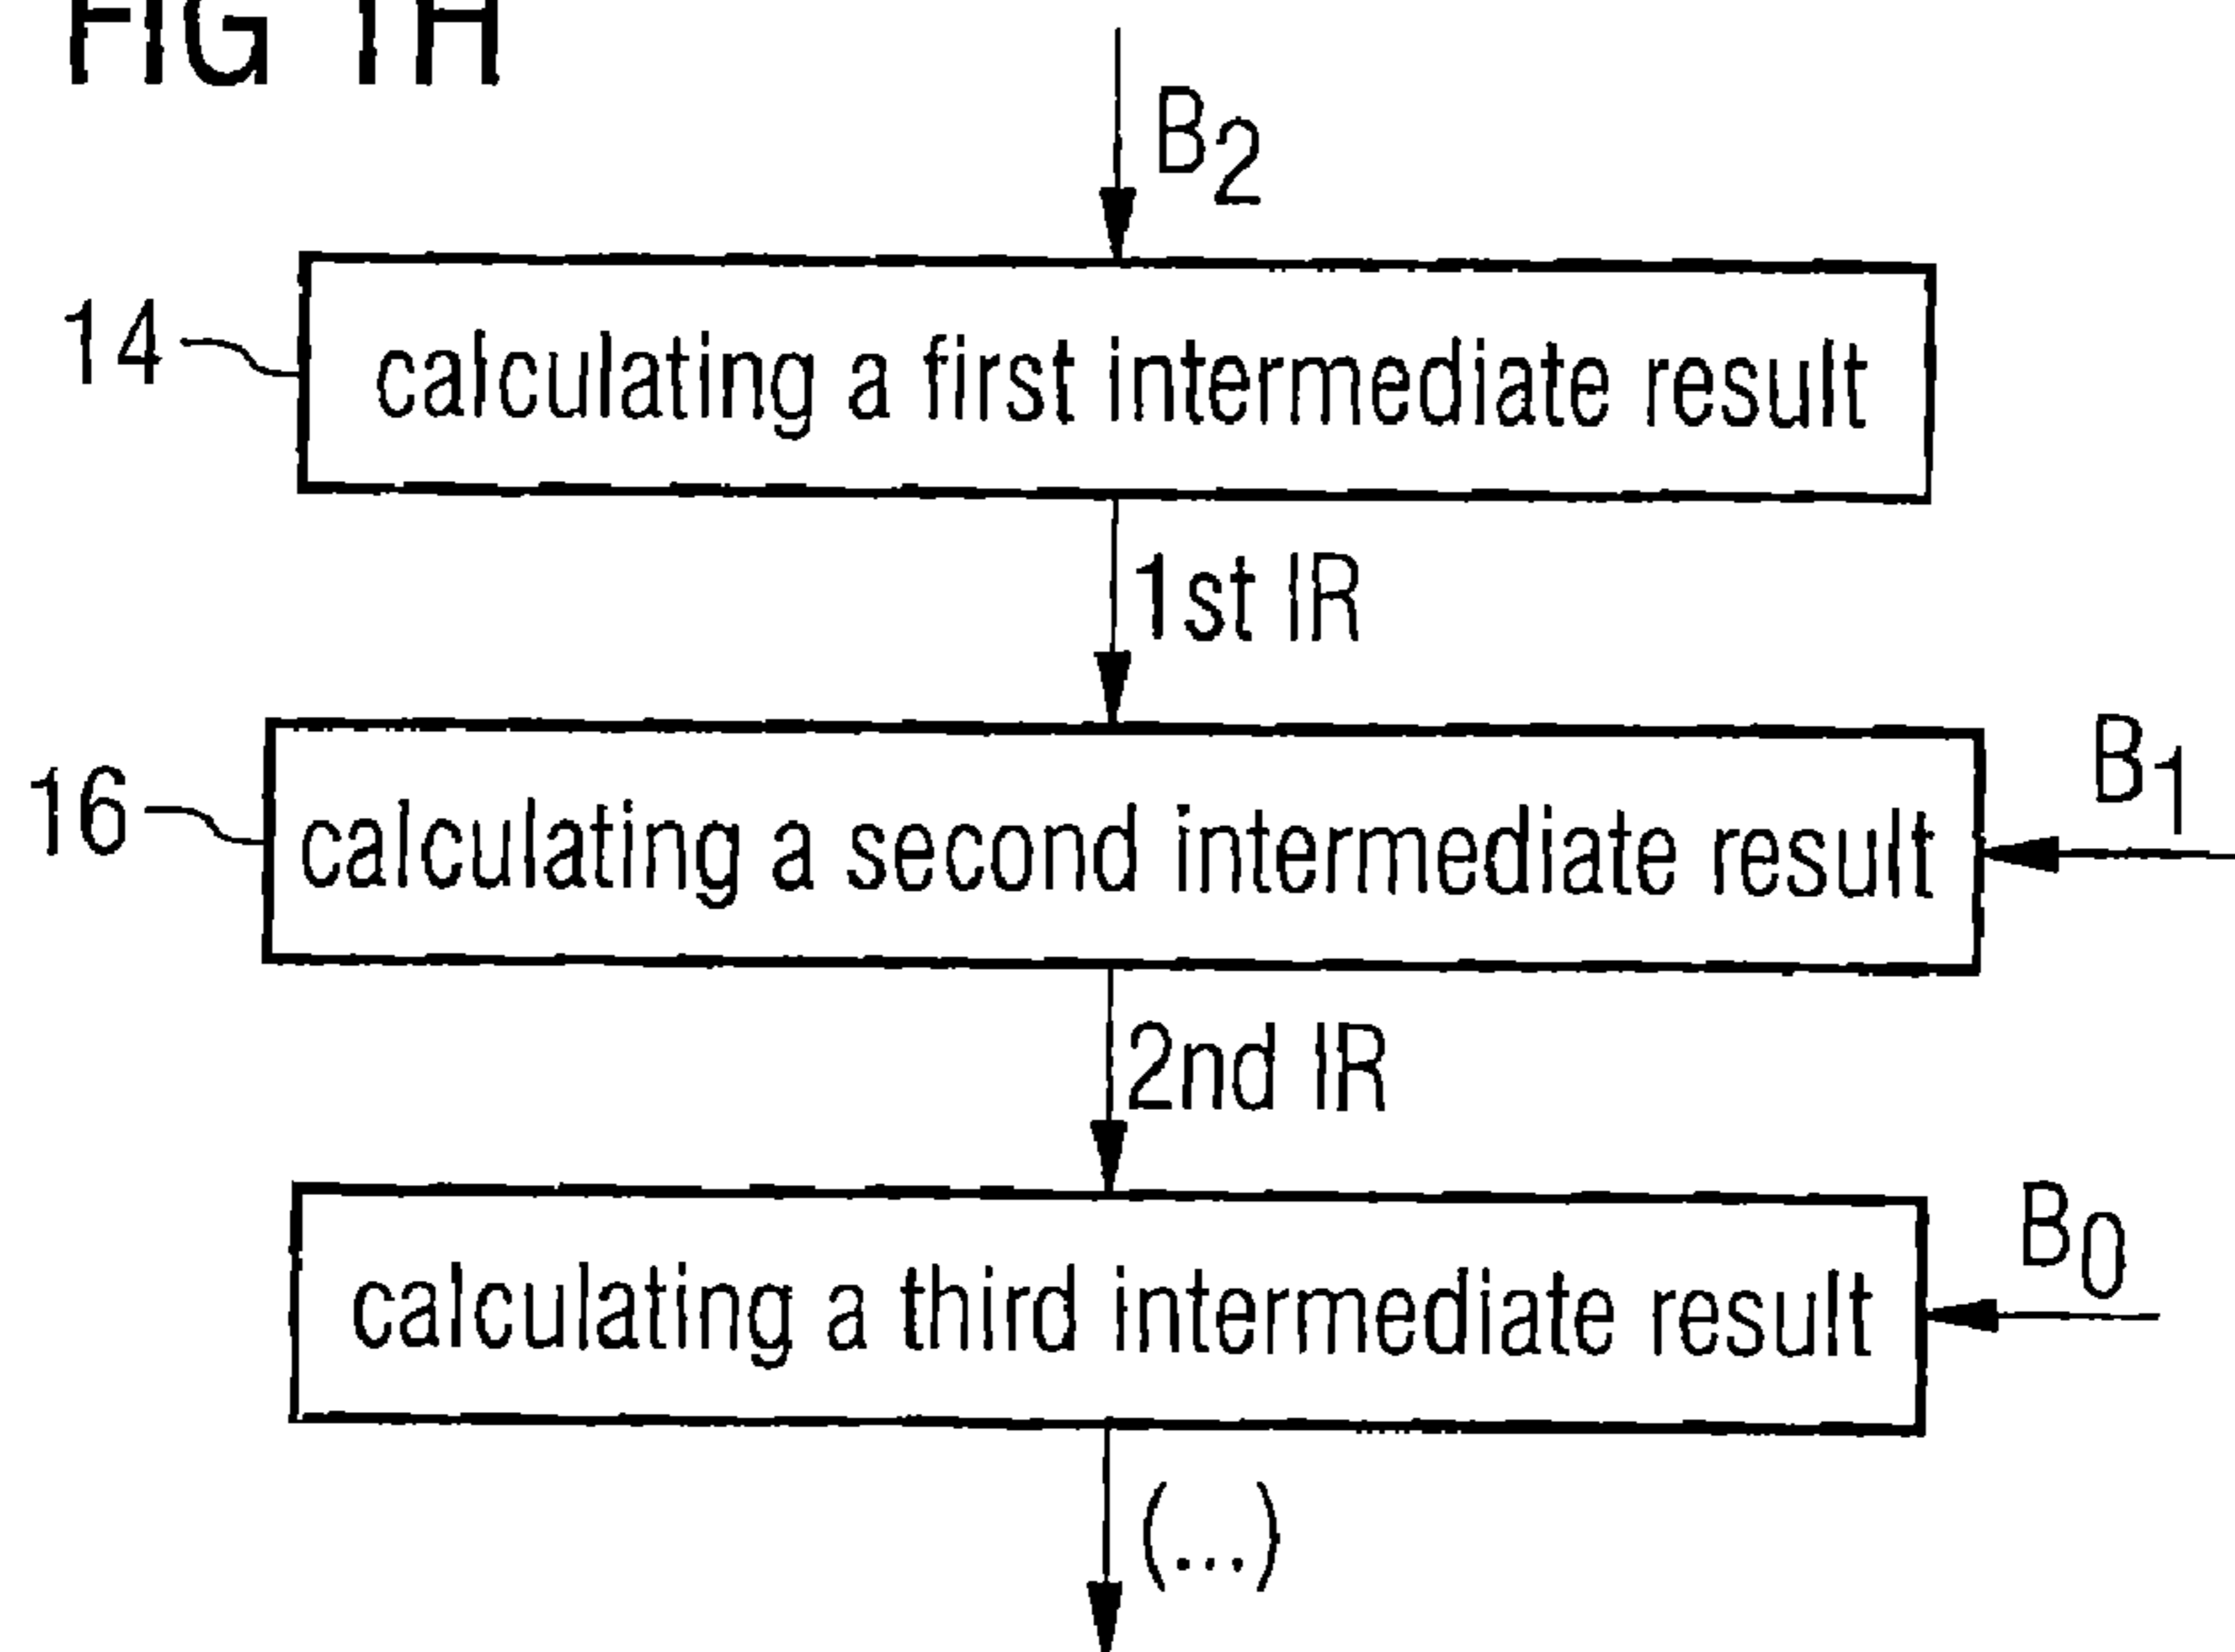 FIG 1H
B2
14
calculating a first intermediate result
1st IR
B1
16
calculating a second intermediate result
2nd IR
B0
calculating a third intermediate result
(...)